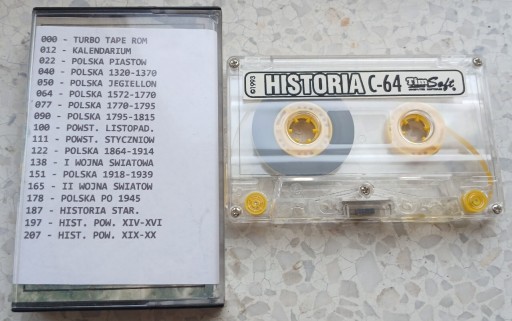 000 - TURBO TAPE ROM
012 - KALENDARIUM
022 - POLSKA PIASTOW
040 - POLSKA 1320-1370
050 - POLSKA JEGIELLON
064 - POLSKA 1572-1770
077 - POLSKA 1770-1795
090 - POLSKA 1795-1815
100 - POWST. LISTOPAD.
111 - POWST. STYCZNIOW
122 - POLSKA 1864-1914
138 - I WOJNA SWIATOWA
151 - POLSKA 1918-1939
165 - II WOJNA SWIATOW
178 - POLSKA PO 1945
187 - HISTORIA STAR.
197 - HIST. POW. XIV-XVI
207 - HIST. POW. XIX-XX
©1993 HISTORIA C-64 TimSoft